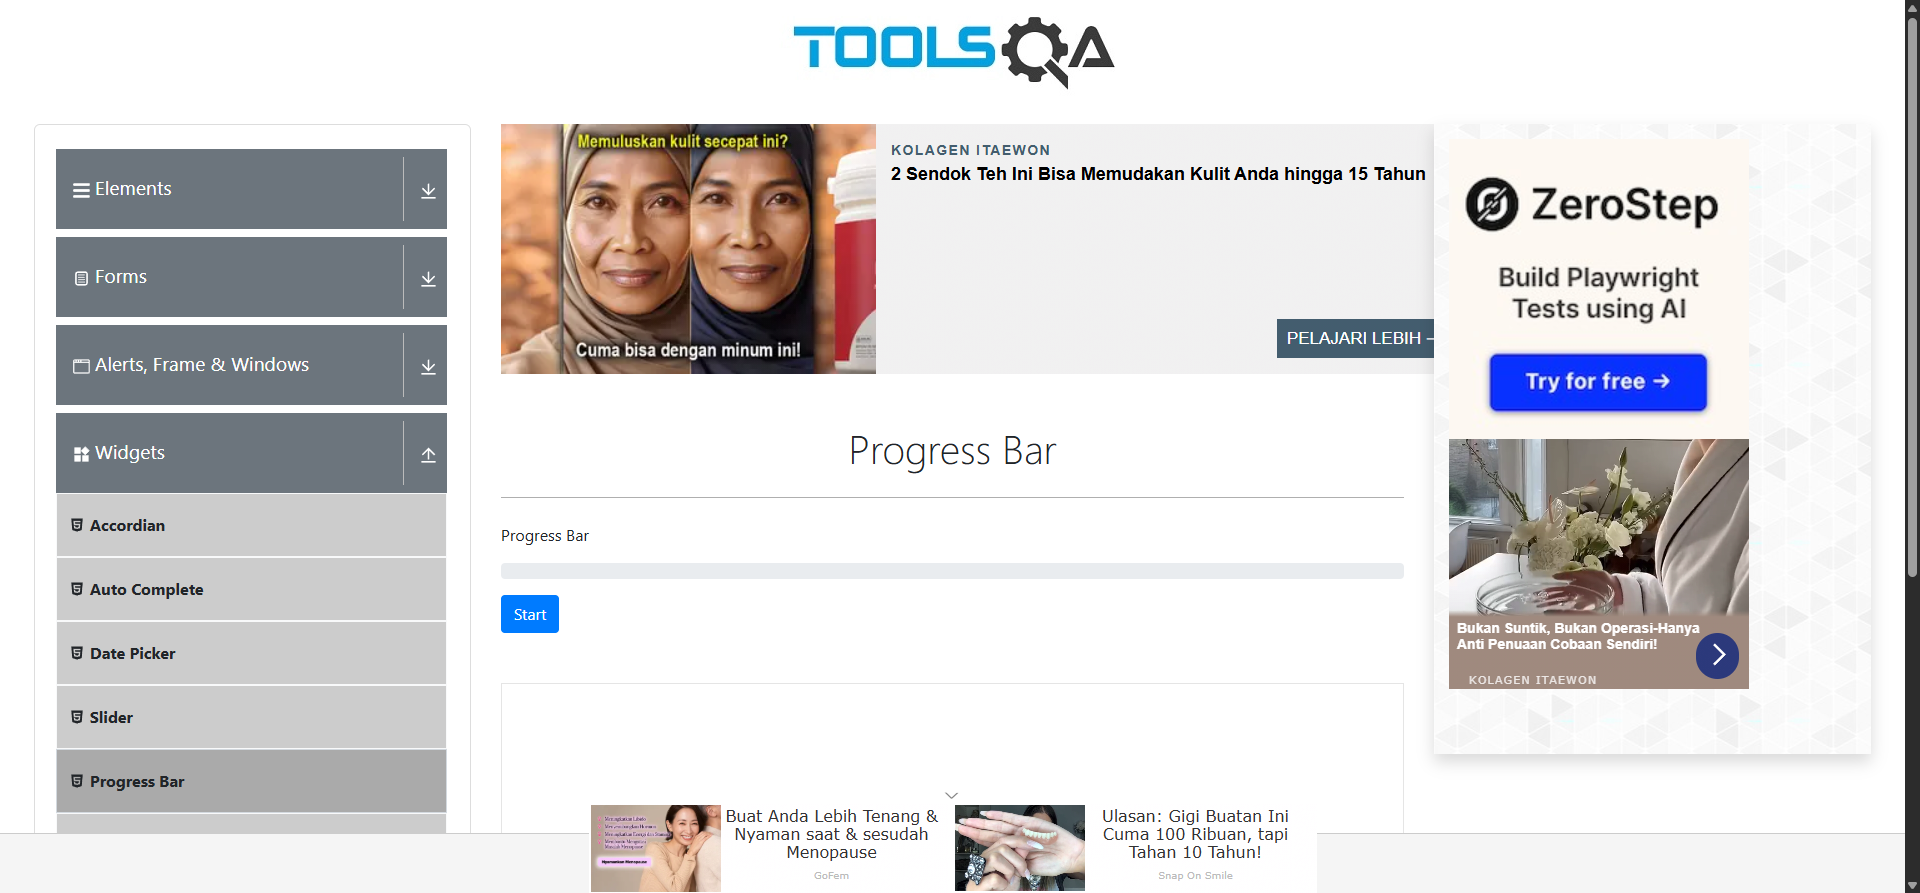 TOOLSQA
Elements
Forms
Alerts, Frame & Windows
Widgets
Accordian
Auto Complete
Date Picker
Slider
Progress Bar
Memuluskan kulit secepat ini?
Cuma bisa dengan minum ini!
KOLAGEN ITAEWON
2 Sendok Teh Ini Bisa Memudakan Kulit Anda hingga 15 Tahun
PELAJARI LEBIH
Progress Bar
Progress Bar
Start
ZeroStep
Build Playwright
Tests using AI
Try for free →
Bukan Suntik, Bukan Operasi-Hanya
Anti Penuaan Cobaan Sendiri!
KOLAGEN ITAEWON
Buat Anda Lebih Tenang &
Nyaman saat & sesudah
Menopause
GoFem
Ulasan: Gigi Buatan Ini
Cuma 100 Ribuan, tapi
Tahan 10 Tahun!
Snap On Smile